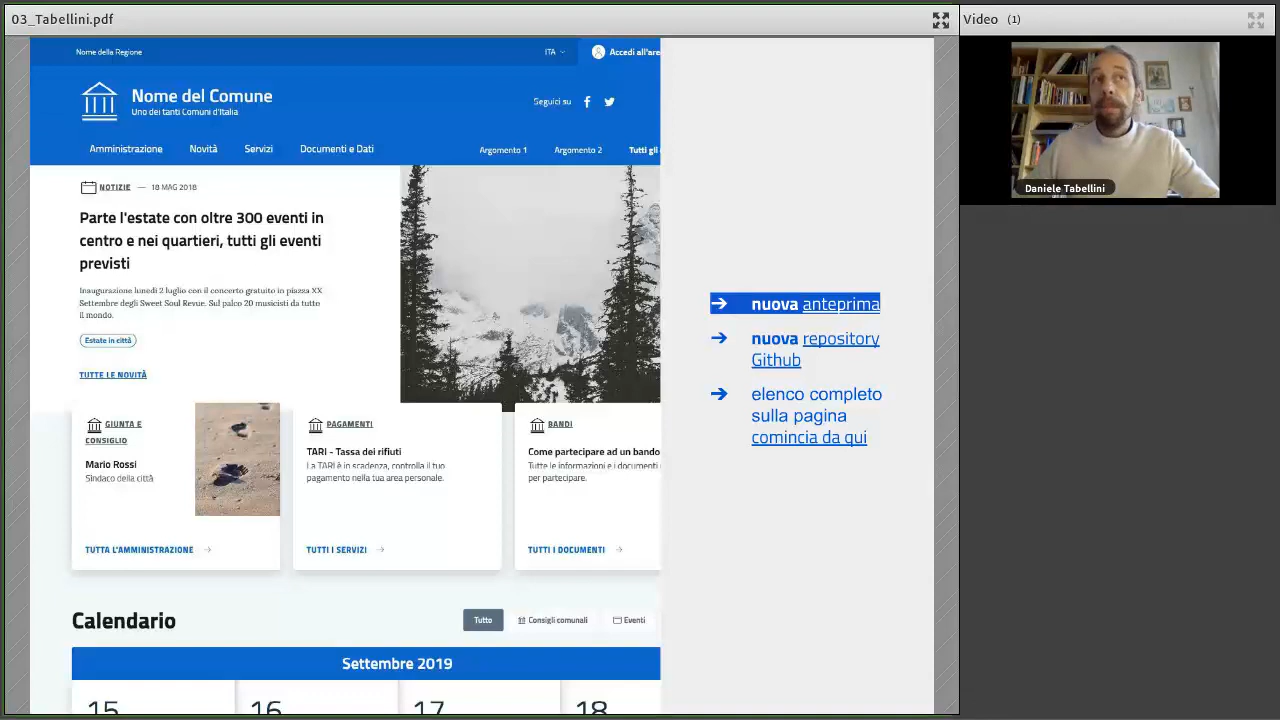 03_Tabellini.pdf
Video (1)
Nome della Regione
ITA
Accedi all'are
Nome del Comune
Uno dei tanti Comuni d'Italia
Seguici su
Amministrazione Novità Servizi Documenti e Dati
Argomento 1 Argomento 2 Tutti gli
NOTIZIE — 18 MAG 2018
Parte l'estate con oltre 300 eventi in
centro e nei quartieri, tutti gli eventi
previsti
Inaugurazione lunedì 2 luglio con il concerto gratuito in piazza XX
Settembre degli Sweet Soul Revue. Sul palco 20 musicisti da tutto
il mondo.
Estate in città
TUTTE LE NOVITÀ
GIUNTA E
CONSIGLIO
Mario Rossi
Sindaco della città
TUTTA L'AMMINISTRAZIONE →
PAGAMENTI
TARI - Tassa dei rifiuti
La TARI è in scadenza, controlla il tuo
pagamento nella tua area personale.
TUTTI I SERVIZI →
BANDI
Come partecipare ad un bando
Tutte le informazioni e i documenti
per partecipare.
TUTTI I DOCUMENTI →
Calendario
Tutto Consigli comunali Eventi
Settembre 2019
15 16 17 18
→ nuova anteprima
→ nuova repository
Github
→ elenco completo
sulla pagina
comincia da qui
Daniele Tabellini